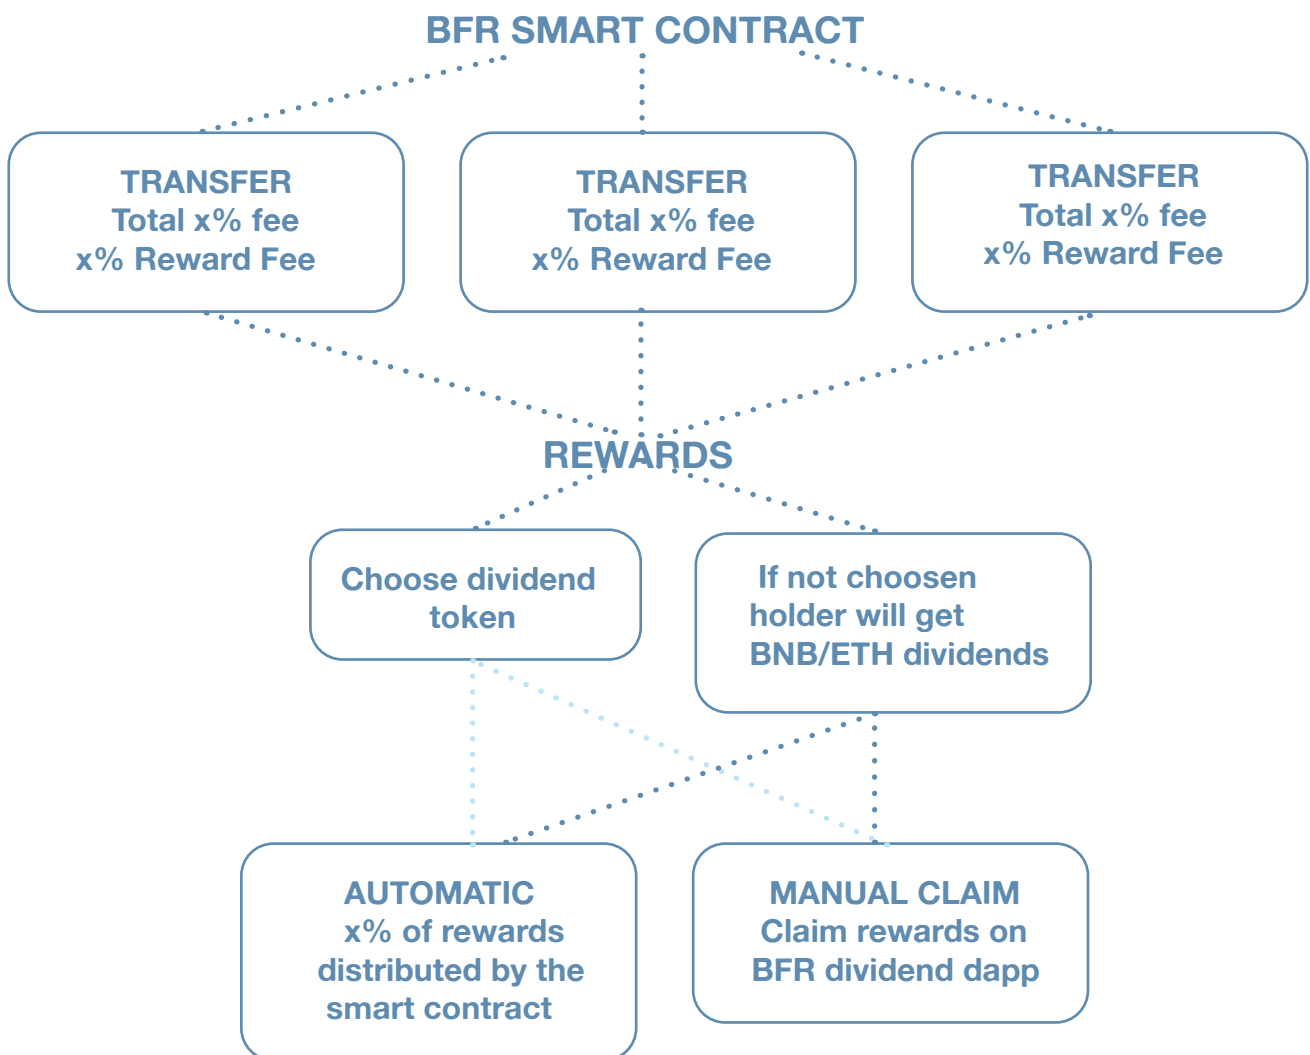 BFR SMART CONTRACT
TRANSFER
Total x% fee
x% Reward Fee
TRANSFER
Total x% fee
x% Reward Fee
TRANSFER
Total x% fee
x% Reward Fee
REWARDS
Choose dividend
token
If not choosen
holder will get
BNB/ETH dividends
AUTOMATIC
x% of rewards
distributed by the
smart contract
MANUAL CLAIM
Claim rewards on
BFR dividend dapp